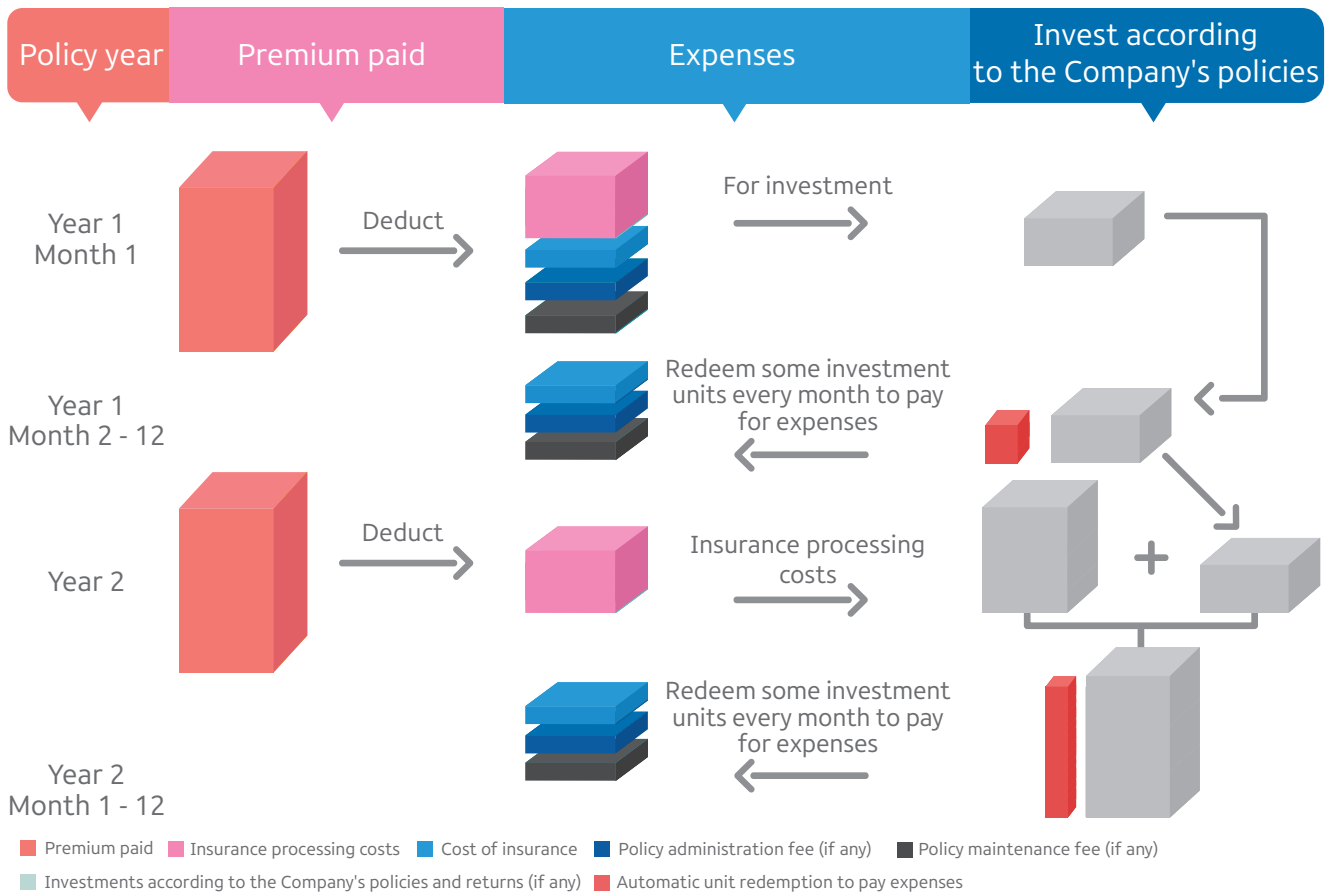 Policy year
Premium paid
Expenses
Invest according
to the Company's policies
Year 1
Month 1
Deduct
For investment
Year 1
Month 2 - 12
Redeem some investment
units every month to pay
for expenses
Year 2
Deduct
Insurance processing
costs
+
Year 2
Month 1 - 12
Redeem some investment
units every month to pay
for expenses
Premium paid
Insurance processing costs
Cost of insurance
Policy administration fee (if any)
Policy maintenance fee (if any)
Investments according to the Company's policies and returns (if any)
Automatic unit redemption to pay expenses